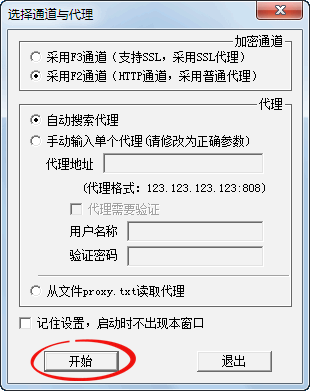 选择通道与代理
加密通道
采用F3通道（支持SSL，采用SSL代理）
采用F2通道（HTTP通道，采用普通代理）
代理
自动搜索代理
手动输入单个代理(请修改为正确参数)
代理地址
(代理格式：123.123.123.123:808)
代理需要验证
用户名称
验证密码
从文件proxy.txt读取代理
记住设置，启动时不出现本窗口
开始
退出